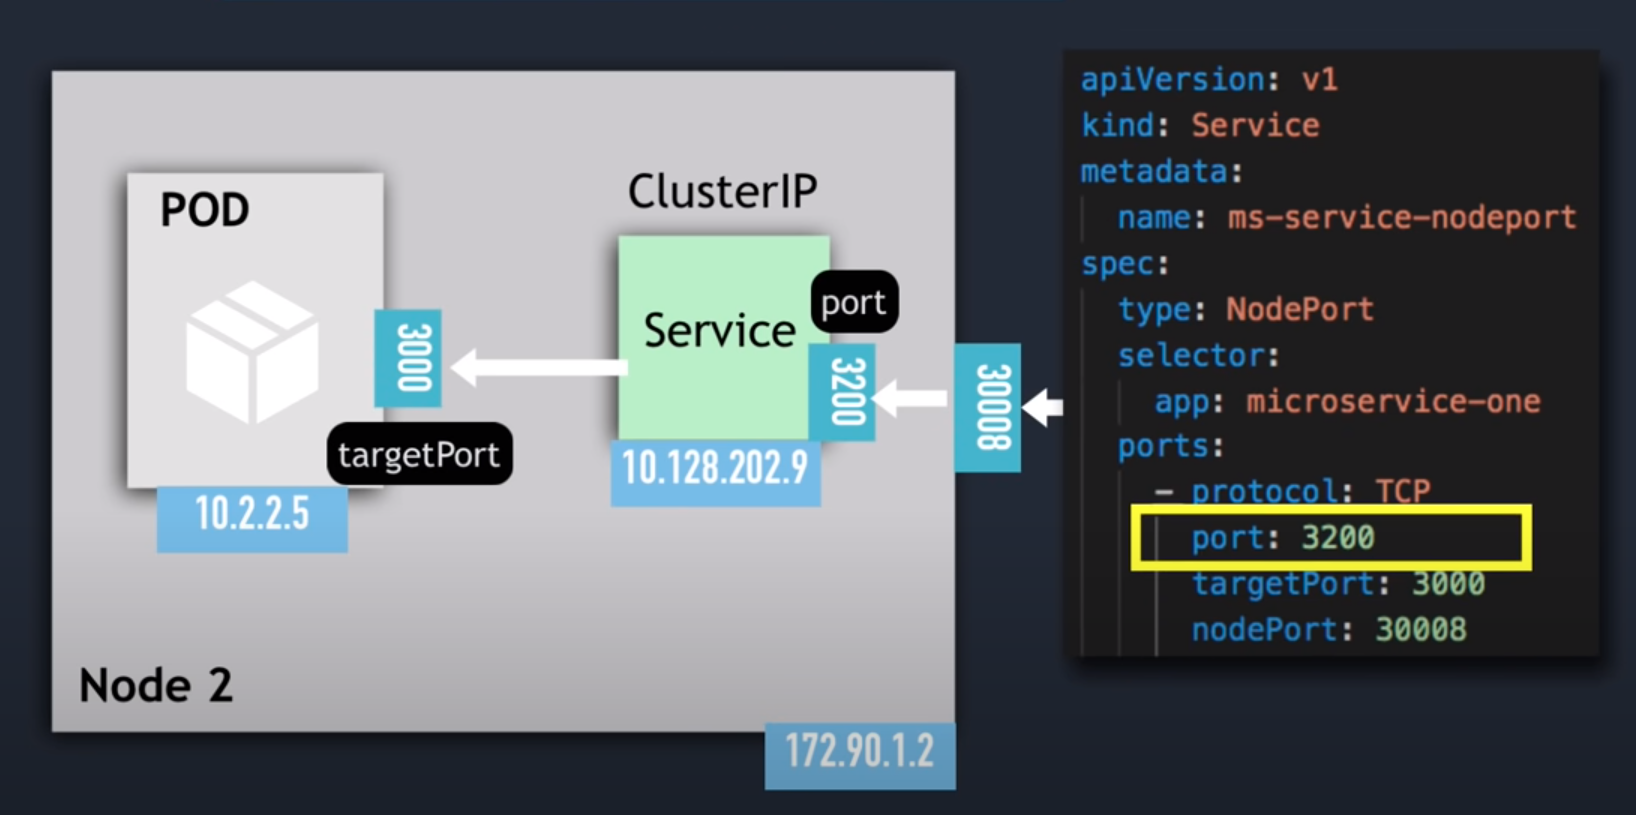 POD
3000
targetPort
10.2.2.5
ClusterIP
Service
port
3200
10.128.202.9
30008
Node 2
172.90.1.2
apiVersion: v1
kind: Service
metadata:
name: ms-service-nodeport
spec:
type: NodePort
selector:
app: microservice-one
ports:
- protocol: TCP
port: 3200
targetPort: 3000
nodePort: 30008